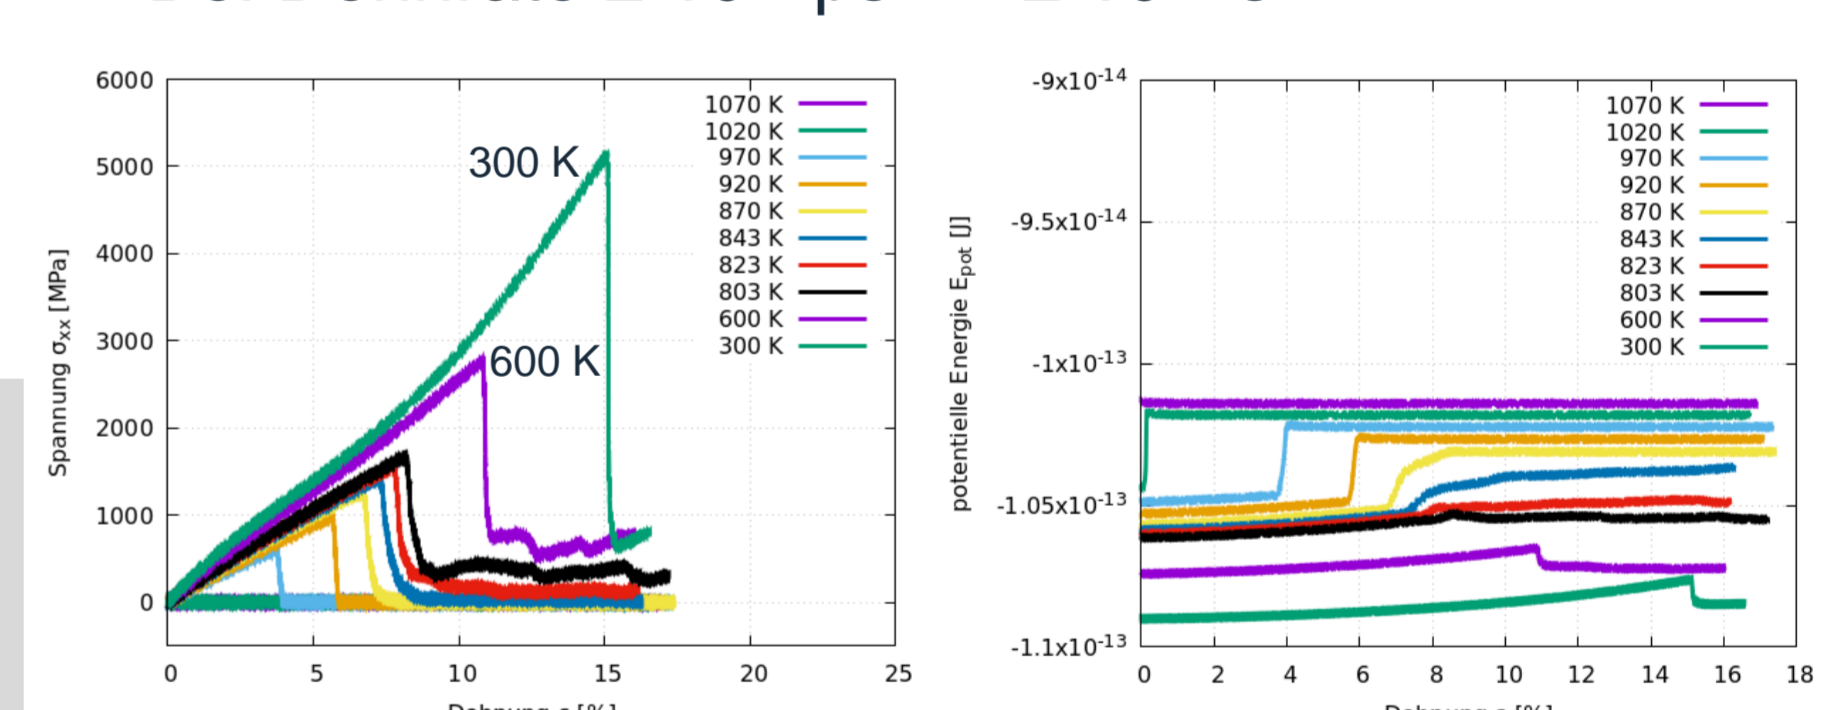 6000
5000
4000
3000
2000
1000
0
0 5 10 15 20 25
Spannung σxx [MPa]
1070 K
1020 K
970 K
920 K
870 K
843 K
823 K
803 K
600 K
300 K
300 K
600 K
-9x10-14
-9.5x10-14
-1x10-13
-1.05x10-13
-1.1x10-13
0 2 4 6 8 10 12 14 16 18
potentielle Energie Epot [J]
1070 K
1020 K
970 K
920 K
870 K
843 K
823 K
803 K
600 K
300 K